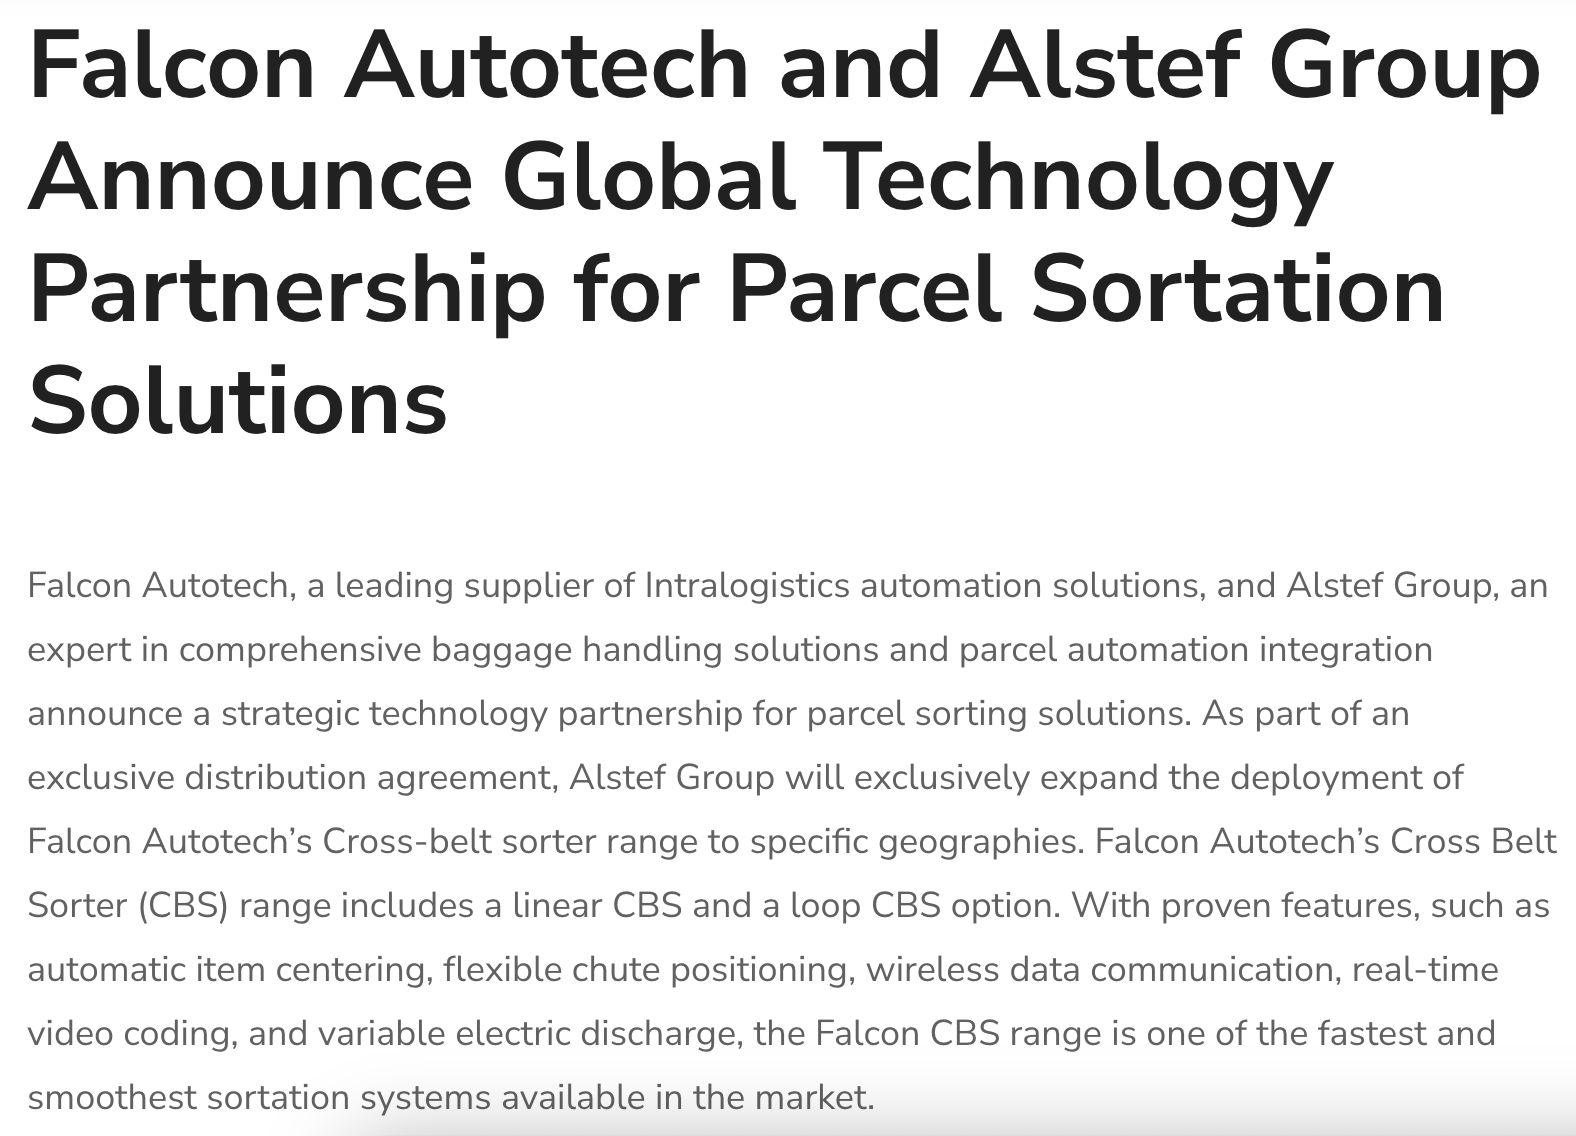 Falcon Autotech and Alstef Group
Announce Global Technology
Partnership for Parcel Sortation
Solutions
Falcon Autotech, a leading supplier of Intralogistics automation solutions, and Alstef Group, an
expert in comprehensive baggage handling solutions and parcel automation integration
announce a strategic technology partnership for parcel sorting solutions. As part of an
exclusive distribution agreement, Alstef Group will exclusively expand the deployment of
Falcon Autotech’s Cross-belt sorter range to specific geographies. Falcon Autotech’s Cross Belt
Sorter (CBS) range includes a linear CBS and a loop CBS option. With proven features, such as
automatic item centering, flexible chute positioning, wireless data communication, real-time
video coding, and variable electric discharge, the Falcon CBS range is one of the fastest and
smoothest sortation systems available in the market.